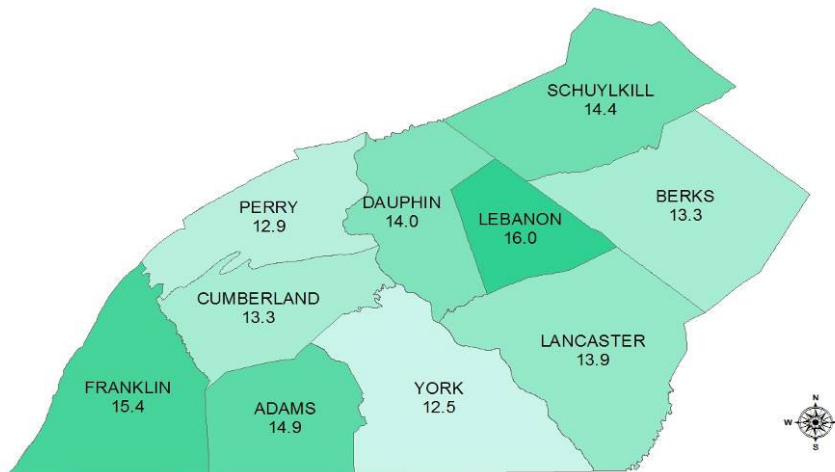 SCHUYLKILL
14.4
BERKS
13.3
PERRY
12.9
DAUPHIN
14.0
LEBANON
16.0
CUMBERLAND
13.3
LANCASTER
13.9
FRANKLIN
15.4
ADAMS
14.9
YORK
12.5
N
W
E
S